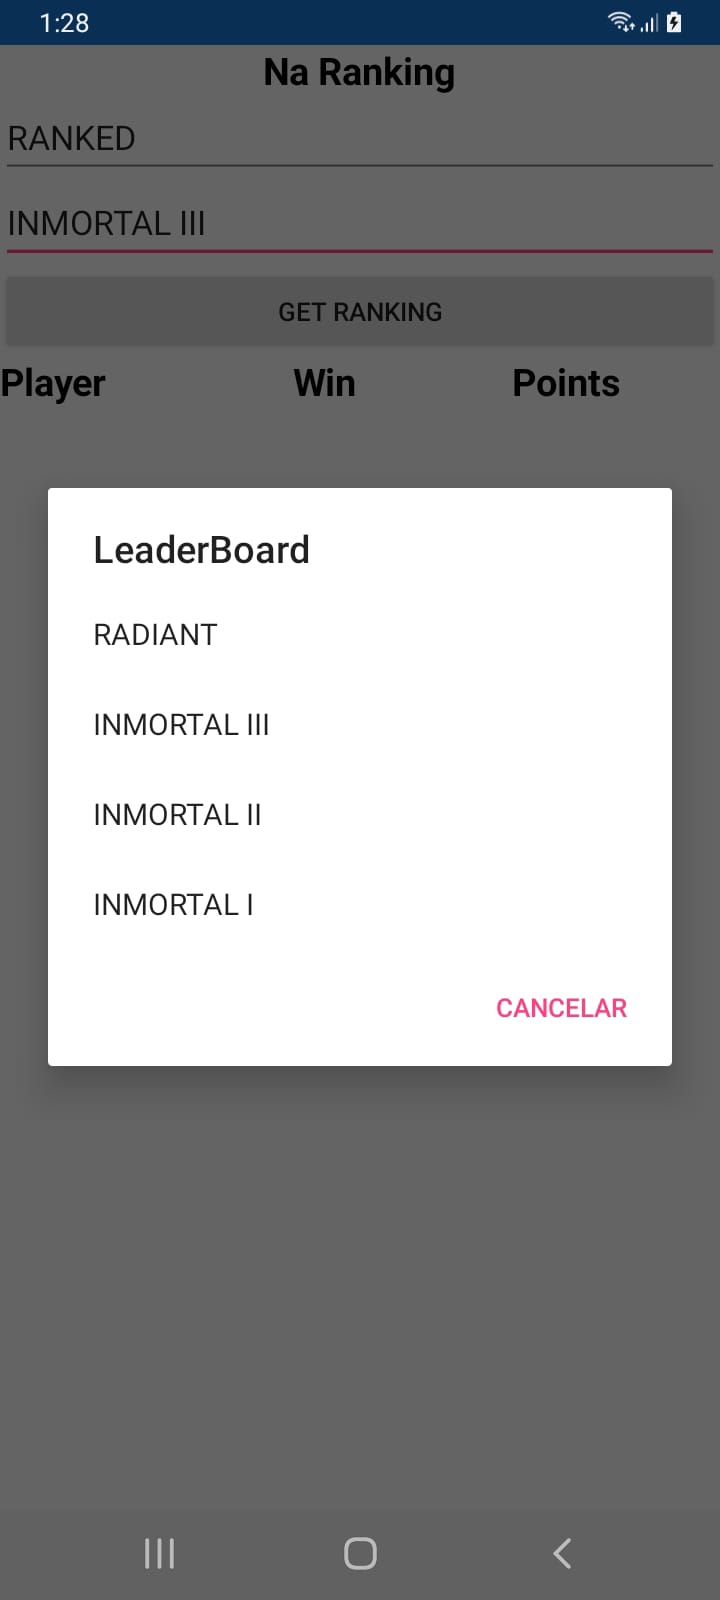 1:28
Na Ranking
RANKED
INMORTAL III
GET RANKING
Player Win Points
LeaderBoard
RADIANT
INMORTAL III
INMORTAL II
INMORTAL I
CANCELAR